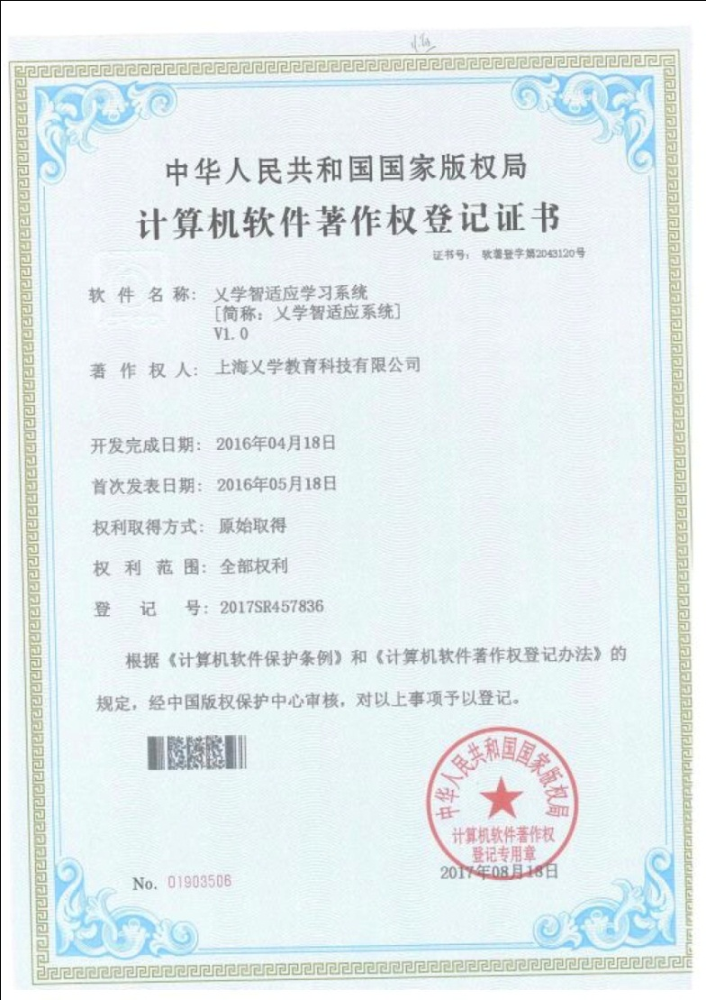 中华人民共和国国家版权局
计算机软件著作权登记证书
证书号： 软著登字第2043120号
软 件 名 称： 乂学智适应学习系统
[简称：乂学智适应系统]
V1.0
著 作 权 人： 上海乂学教育科技有限公司
开发完成日期： 2016年04月18日
首次发表日期： 2016年05月18日
权利取得方式： 原始取得
权 利 范 围： 全部权利
登 记 号： 2017SR457836
根据《计算机软件保护条例》和《计算机软件著作权登记办法》的
规定，经中国版权保护中心审核，对以上事项予以登记。
中华人民共和国国家版权局
计算机软件著作权
登记专用章
2017年08月18日
No. 01903506